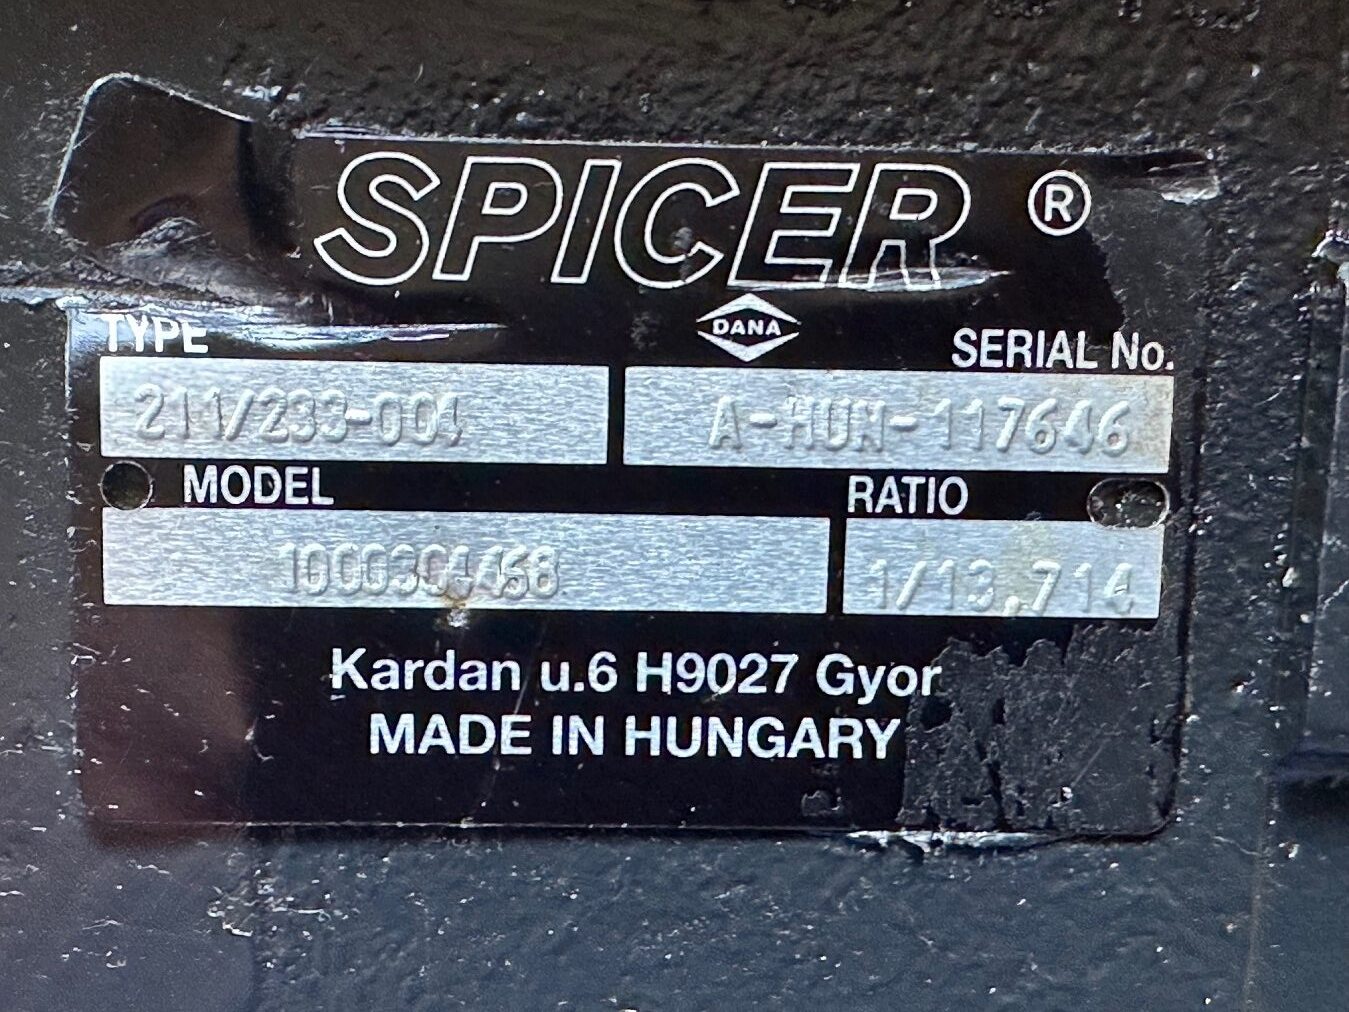 SPICER ®
DANA
TYPE SERIAL No.
211/233-004 A-HUN-117646
MODEL RATIO
1000304468 1/13,714
Kardan u.6 H9027 Gyor
MADE IN HUNGARY